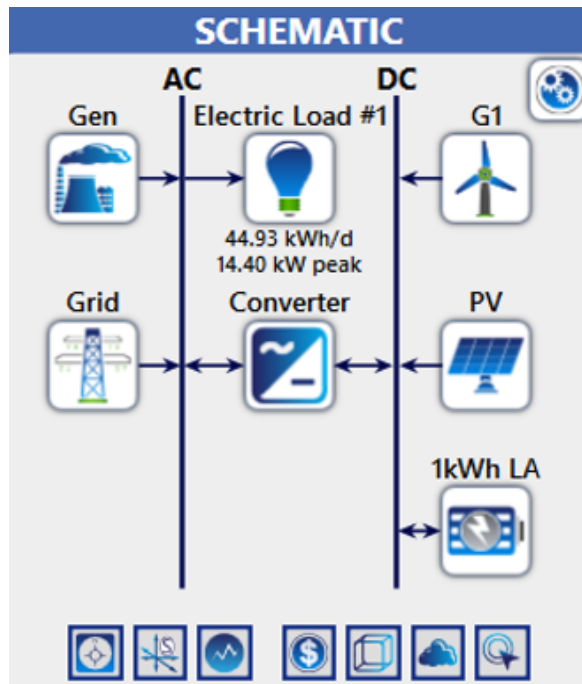 SCHEMATIC
AC
DC
Gen
Electric Load #1
G1
44.93 kWh/d
14.40 kW peak
Grid
Converter
PV
1kWh LA